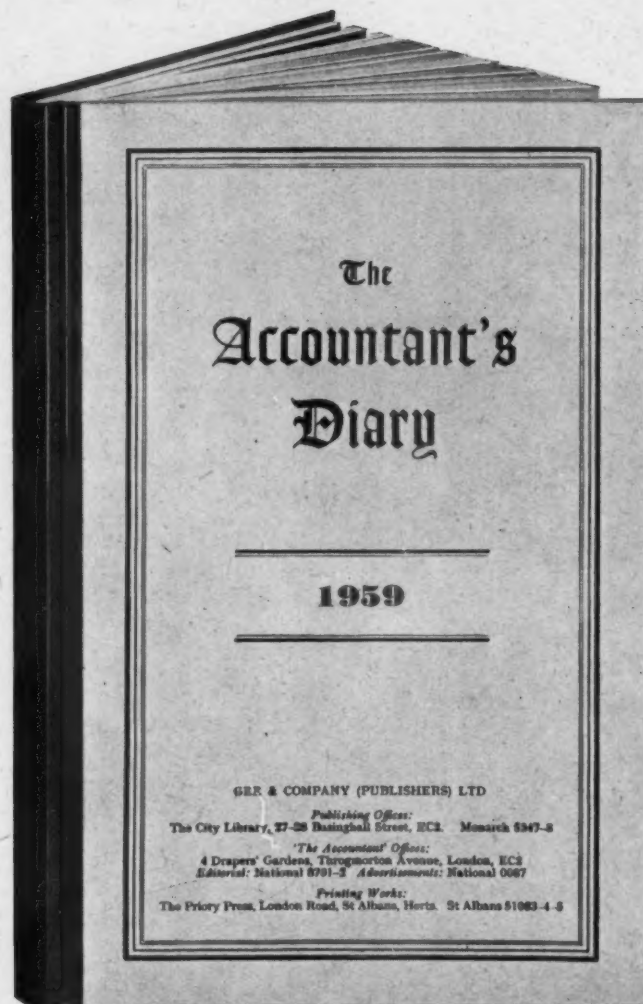 The
Accountant's
Diary
1959
GEE & COMPANY (PUBLISHERS) LTD
Publishing Offices:
The City Library, 27-28 Basinghall Street, EC2. Monarch 5347-8
'The Accountant' Offices:
4 Drapers' Gardens, Throgmorton Avenue, London, EC2
Editorial: National 8701-2 Advertisements: National 0087
Printing Works:
The Priory Press, London Road, St Albans, Herts. St Albans 51083-4-5